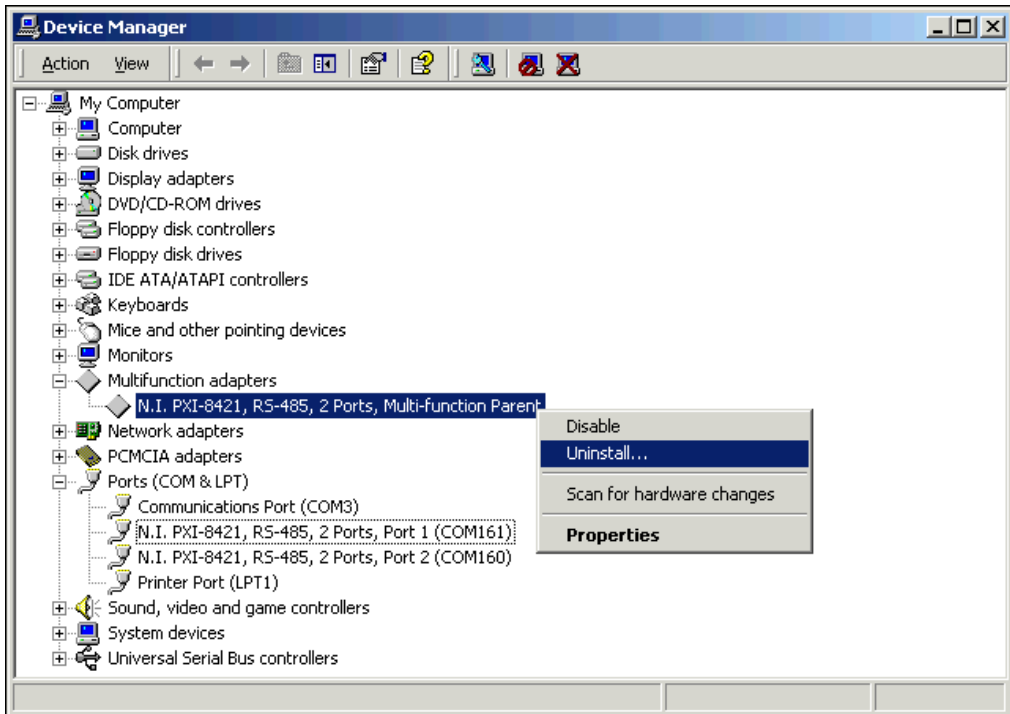 Device Manager
Action View
My Computer
Computer
Disk drives
Display adapters
DVD/CD-ROM drives
Floppy disk controllers
Floppy disk drives
IDE ATA/ATAPI controllers
Keyboards
Mice and other pointing devices
Monitors
Multifunction adapters
N.I. PXI-8421, RS-485, 2 Ports, Multi-function Parent
Network adapters
PCMCIA adapters
Ports (COM & LPT)
Communications Port (COM3)
N.I. PXI-8421, RS-485, 2 Ports, Port 1 (COM161)
N.I. PXI-8421, RS-485, 2 Ports, Port 2 (COM160)
Printer Port (LPT1)
Sound, video and game controllers
System devices
Universal Serial Bus controllers
Disable
Uninstall...
Scan for hardware changes
Properties